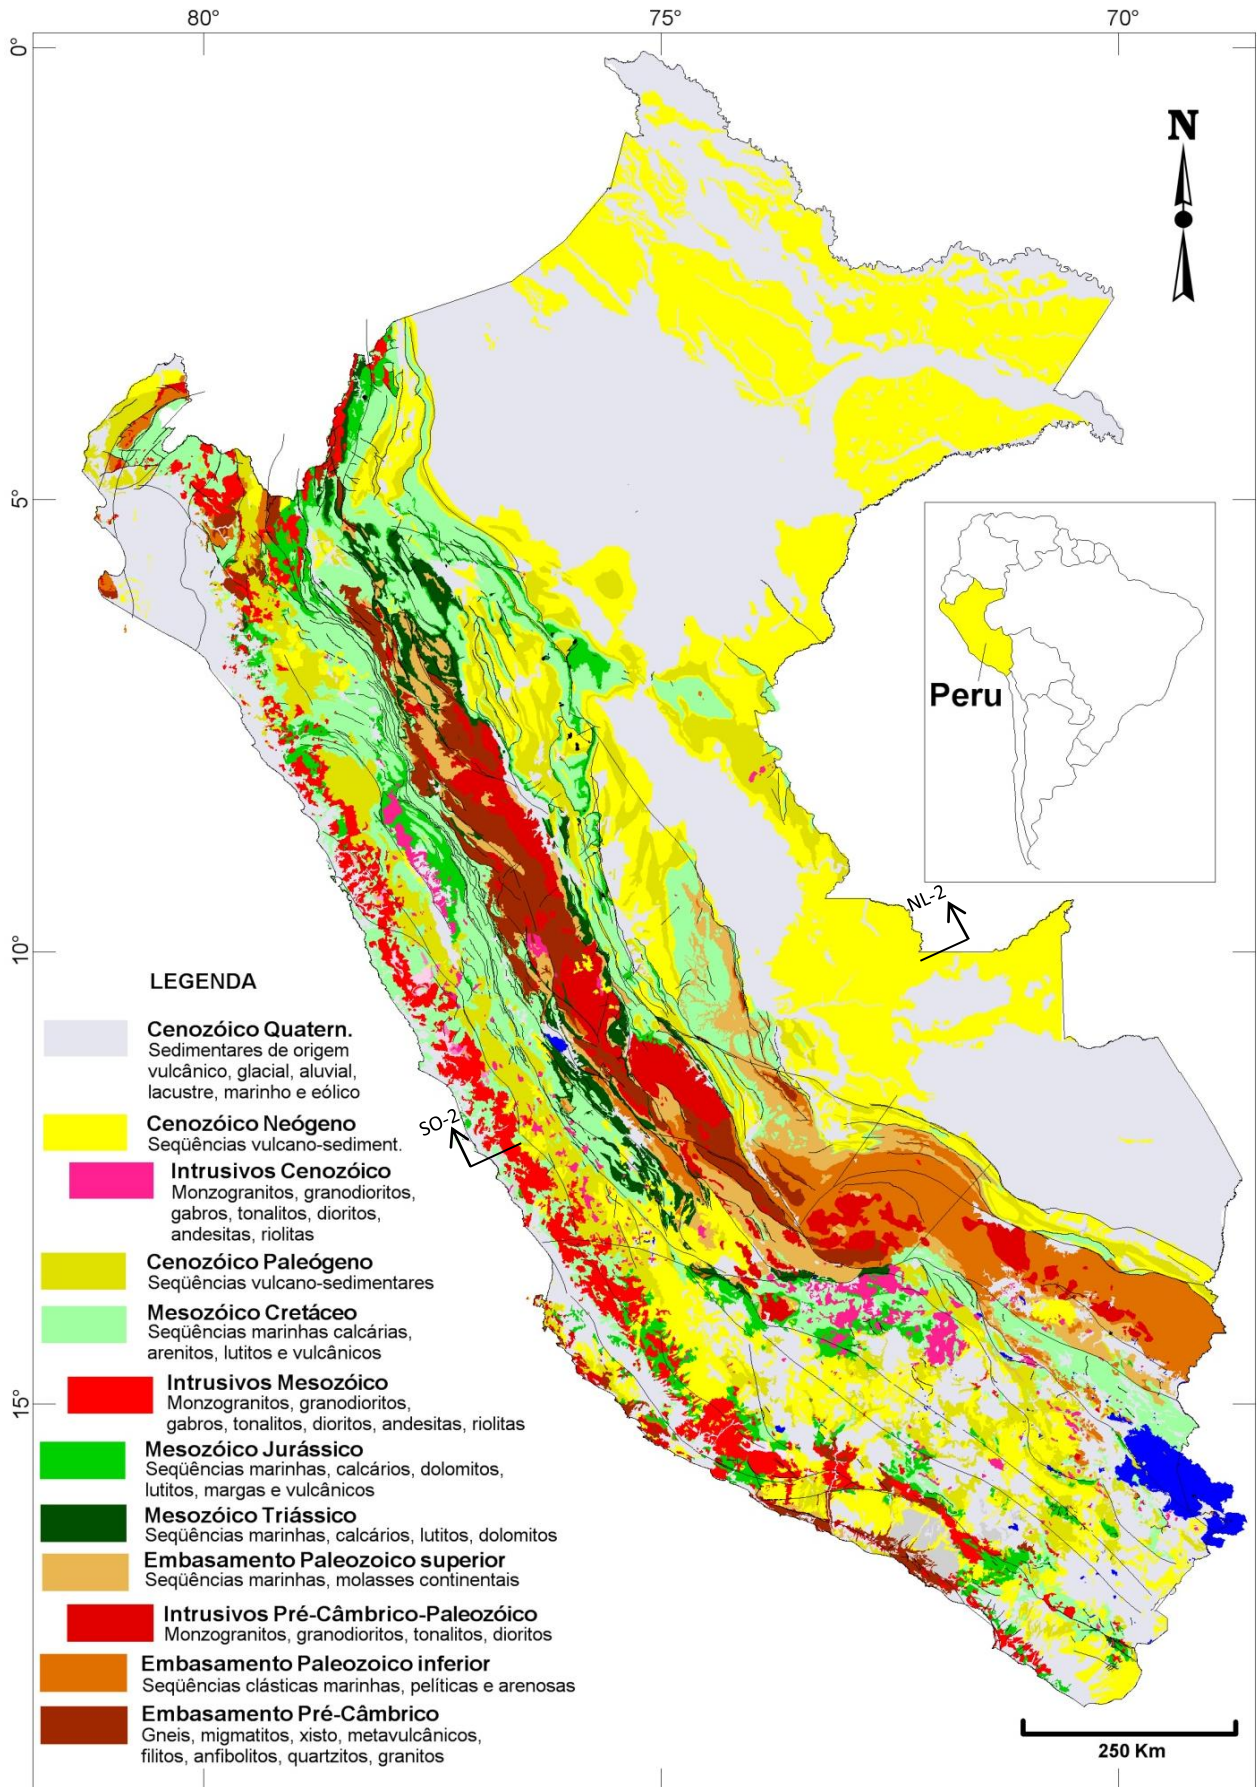 80°
75°
70°
0°
N
5°
Peru
NL-2
10°
LEGENDA
Cenozóico Quatern.
Sedimentares de origem
vulcânico, glacial, aluvial,
lacustre, marinho e eólico
Cenozóico Neógeno
Seqüências vulcano-sediment.
SO-2
Intrusivos Cenozóico
Monzogranitos, granodioritos,
gabros, tonalitos, dioritos,
andesitas, riolitas
Cenozóico Paleógeno
Seqüências vulcano-sedimentares
Mesozóico Cretáceo
Seqüências marinhas calcárias,
arenitos, lutitos e vulcânicos
Intrusivos Mesozóico
Monzogranitos, granodioritos,
gabros, tonalitos, dioritos, andesitas, riolitas
15°
Mesozóico Jurássico
Seqüências marinhas, calcários, dolomitos,
lutitos, margas e vulcânicos
Mesozóico Triássico
Seqüências marinhas, calcários, lutitos, dolomitos
Embasamento Paleozoico superior
Seqüências marinhas, molasses continentais
Intrusivos Pré-Câmbrico-Paleozóico
Monzogranitos, granodioritos, tonalitos, dioritos
Embasamento Paleozoico inferior
Seqüências clásticas marinhas, pelíticas e arenosas
Embasamento Pré-Câmbrico
Gneis, migmatitos, xisto, metavulcânicos,
filitos, anfibolitos, quartzitos, granitos
250 Km